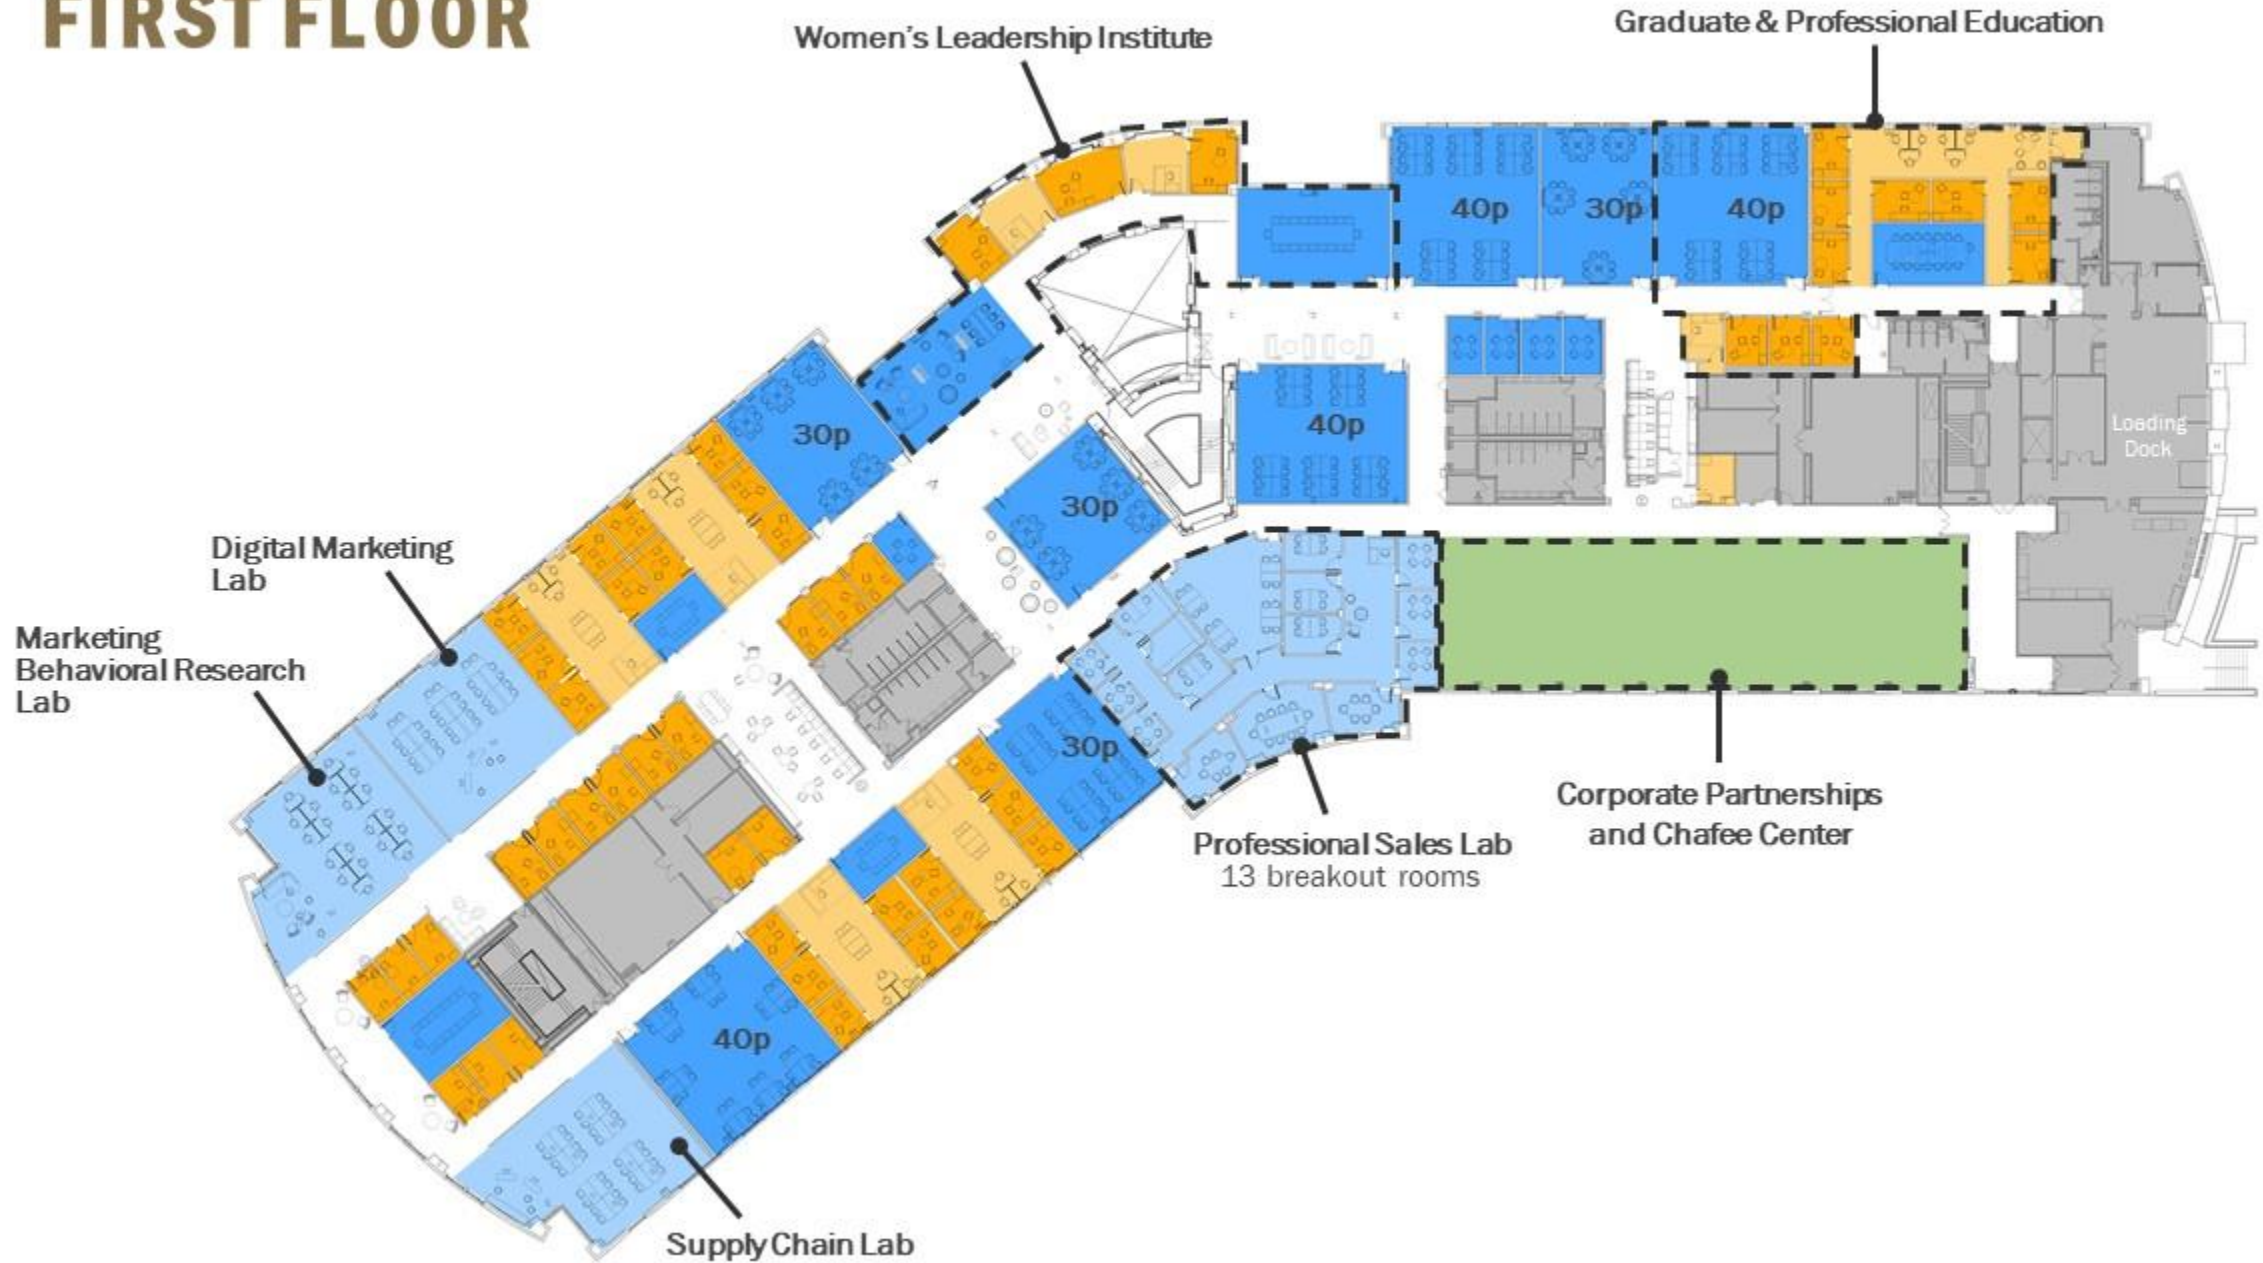 FIRST FLOOR
Women's Leadership Institute
Graduate & Professional Education
40p
30p
40p
40p
30p
30p
Loading
Dock
Digital Marketing
Lab
Marketing
Behavioral Research
Lab
30p
40p
Professional Sales Lab
13 breakout rooms
Corporate Partnerships
and Chafee Center
Supply Chain Lab